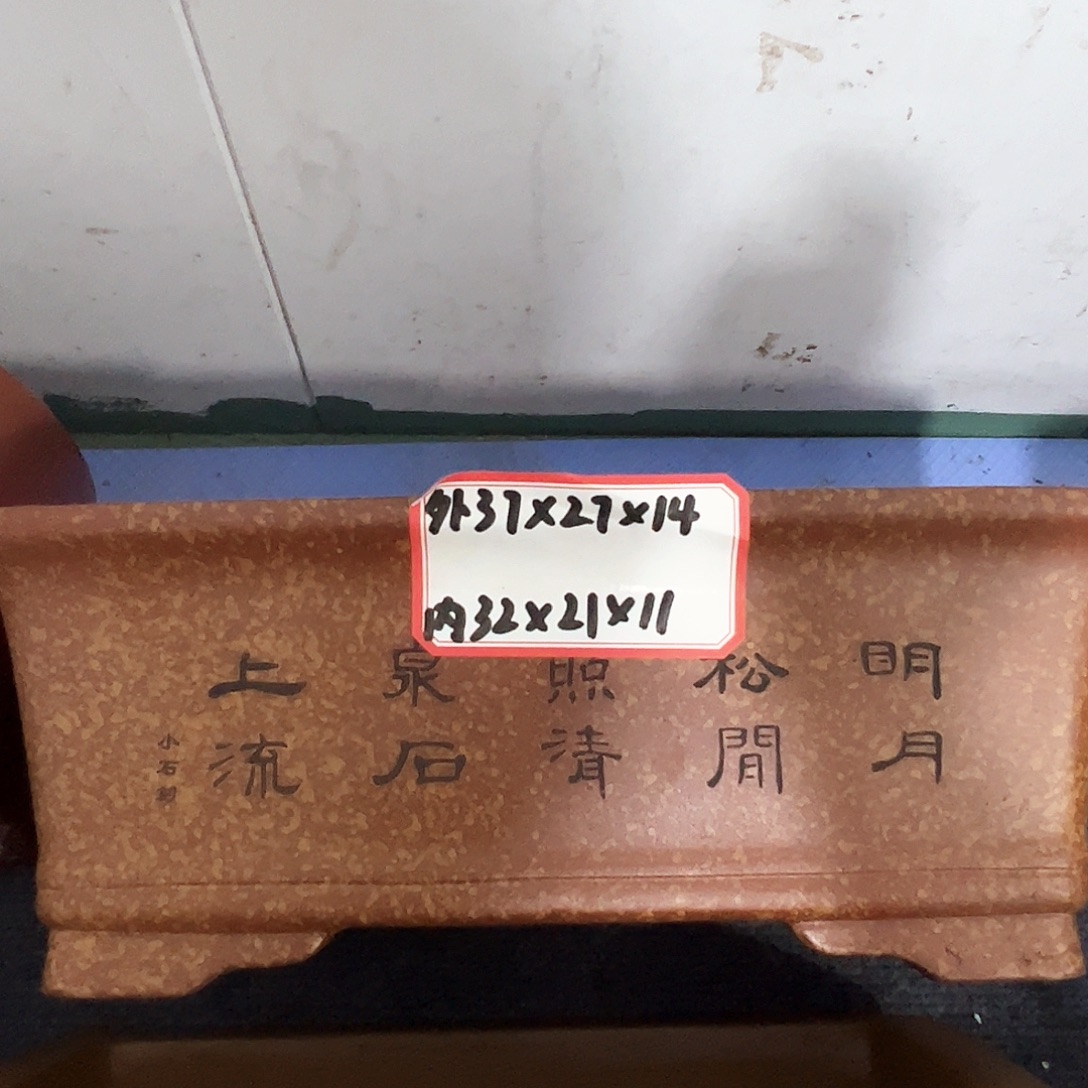 外37×27×14
内32×21×11
明月
松間
照清
泉石
上流
小石